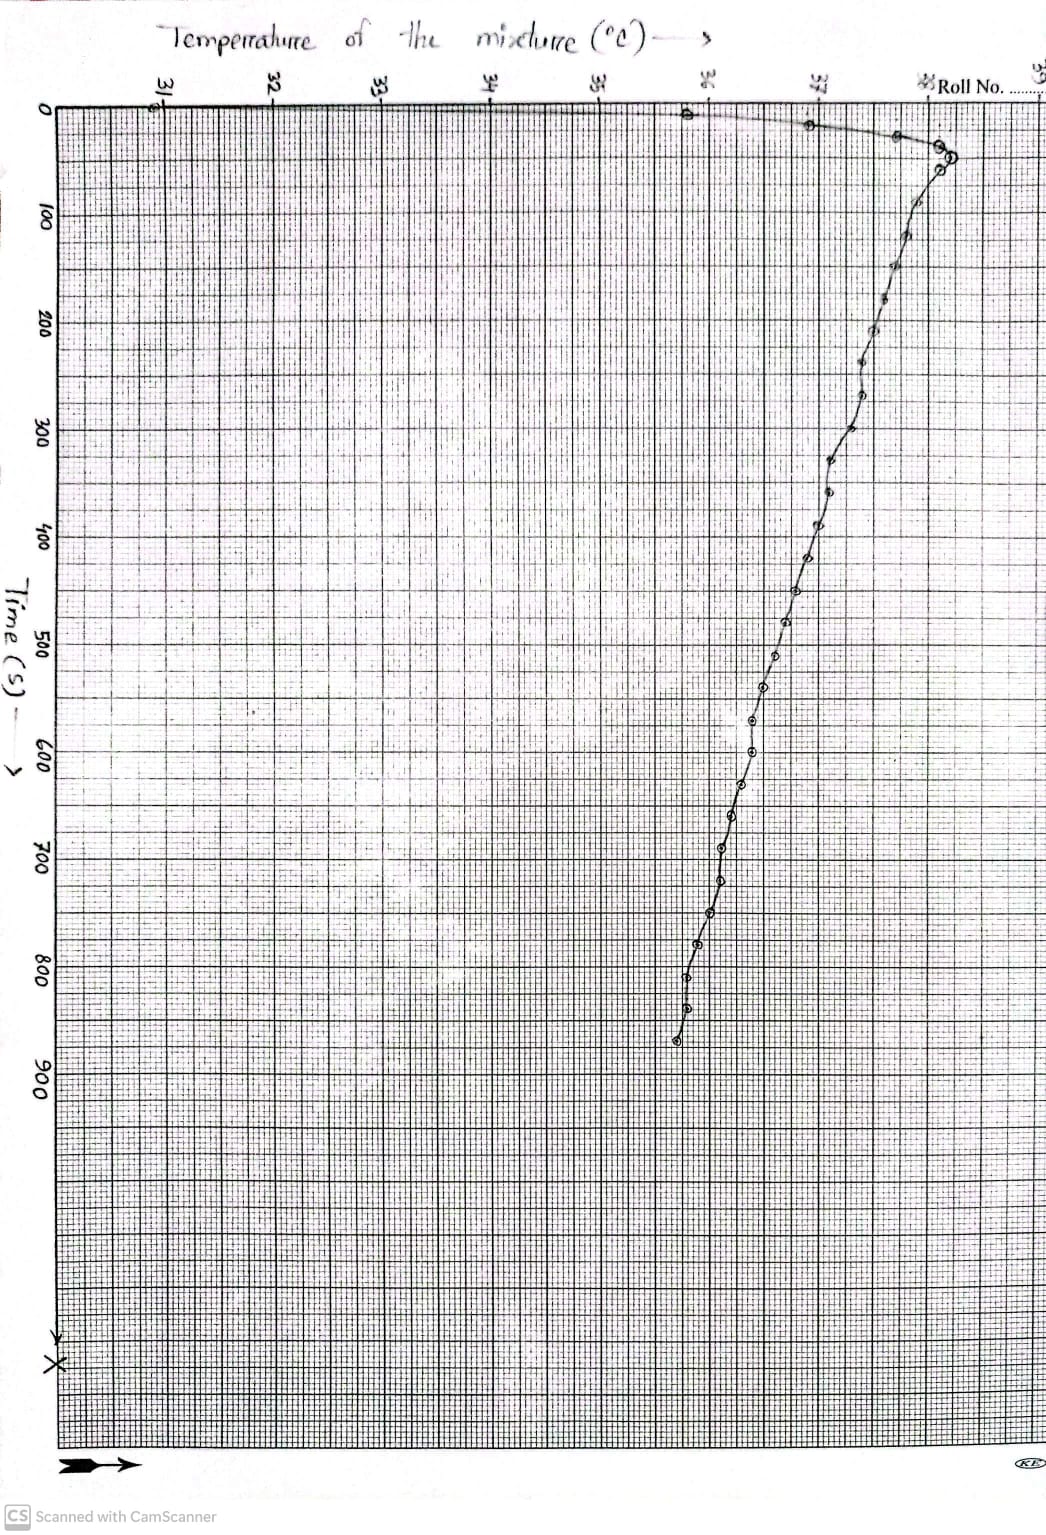 Temperature of the mixture (°C) →
31 32 33 34 35 36 37 38 39
Roll No. ..........
0
100
200
300
400
500
600
700
800
900
Time (s) →
X
KE
CS Scanned with CamScanner